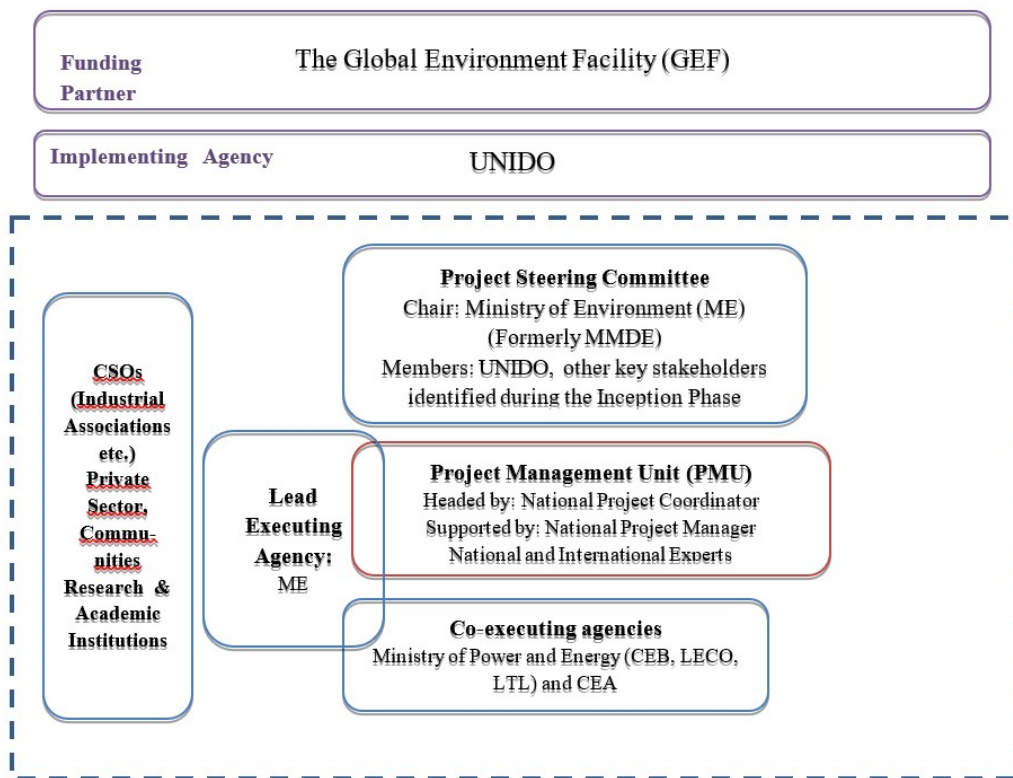 Funding
Partner
The Global Environment Facility (GEF)
Implementing Agency
UNIDO
Project Steering Committee
Chair: Ministry of Environment (ME)
(Formerly MMDE)
Members: UNIDO, other key stakeholders
identified during the Inception Phase
CSOs
(Industrial
Associations
etc.)
Private
Sector,
Commu-
nities
Research & 
Academic
Institutions
Lead
Executing
Agency:
ME
Project Management Unit (PMU)
Headed by: National Project Coordinator
Supported by: National Project Manager
National and International Experts
Co-executing agencies
Ministry of Power and Energy (CEB, LECO,
LTL) and CEA